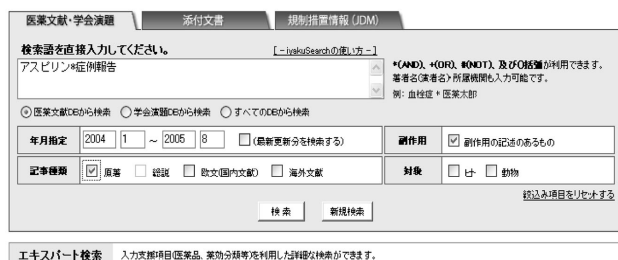 医薬文献・学会演題 添付文書 規制措置情報(JDM)
検索語を直接入力してください。 [-iyakuSearchの使い方-]
アスピリン*症例報告
*(AND)、+(OR)、#(NOT)、及び()括弧が利用できます。
著者名(演者名)・所属機関も入力可能です。
例: 血栓症 * 医薬太郎
医薬文献DBから検索 学会演題DBから検索 すべてのDBから検索
年月指定 2004 1 ~ 2005 8 (最新更新分を検索する) 副作用 副作用の記述のあるもの
記事種類 原著 総説 欧文(国内文献) 海外文献 対象 ヒト 動物
絞込み項目をリセットする
検索 新規検索
エキスパート検索 入力支援項目(医薬品、薬効分類等)を利用した詳細な検索ができます。